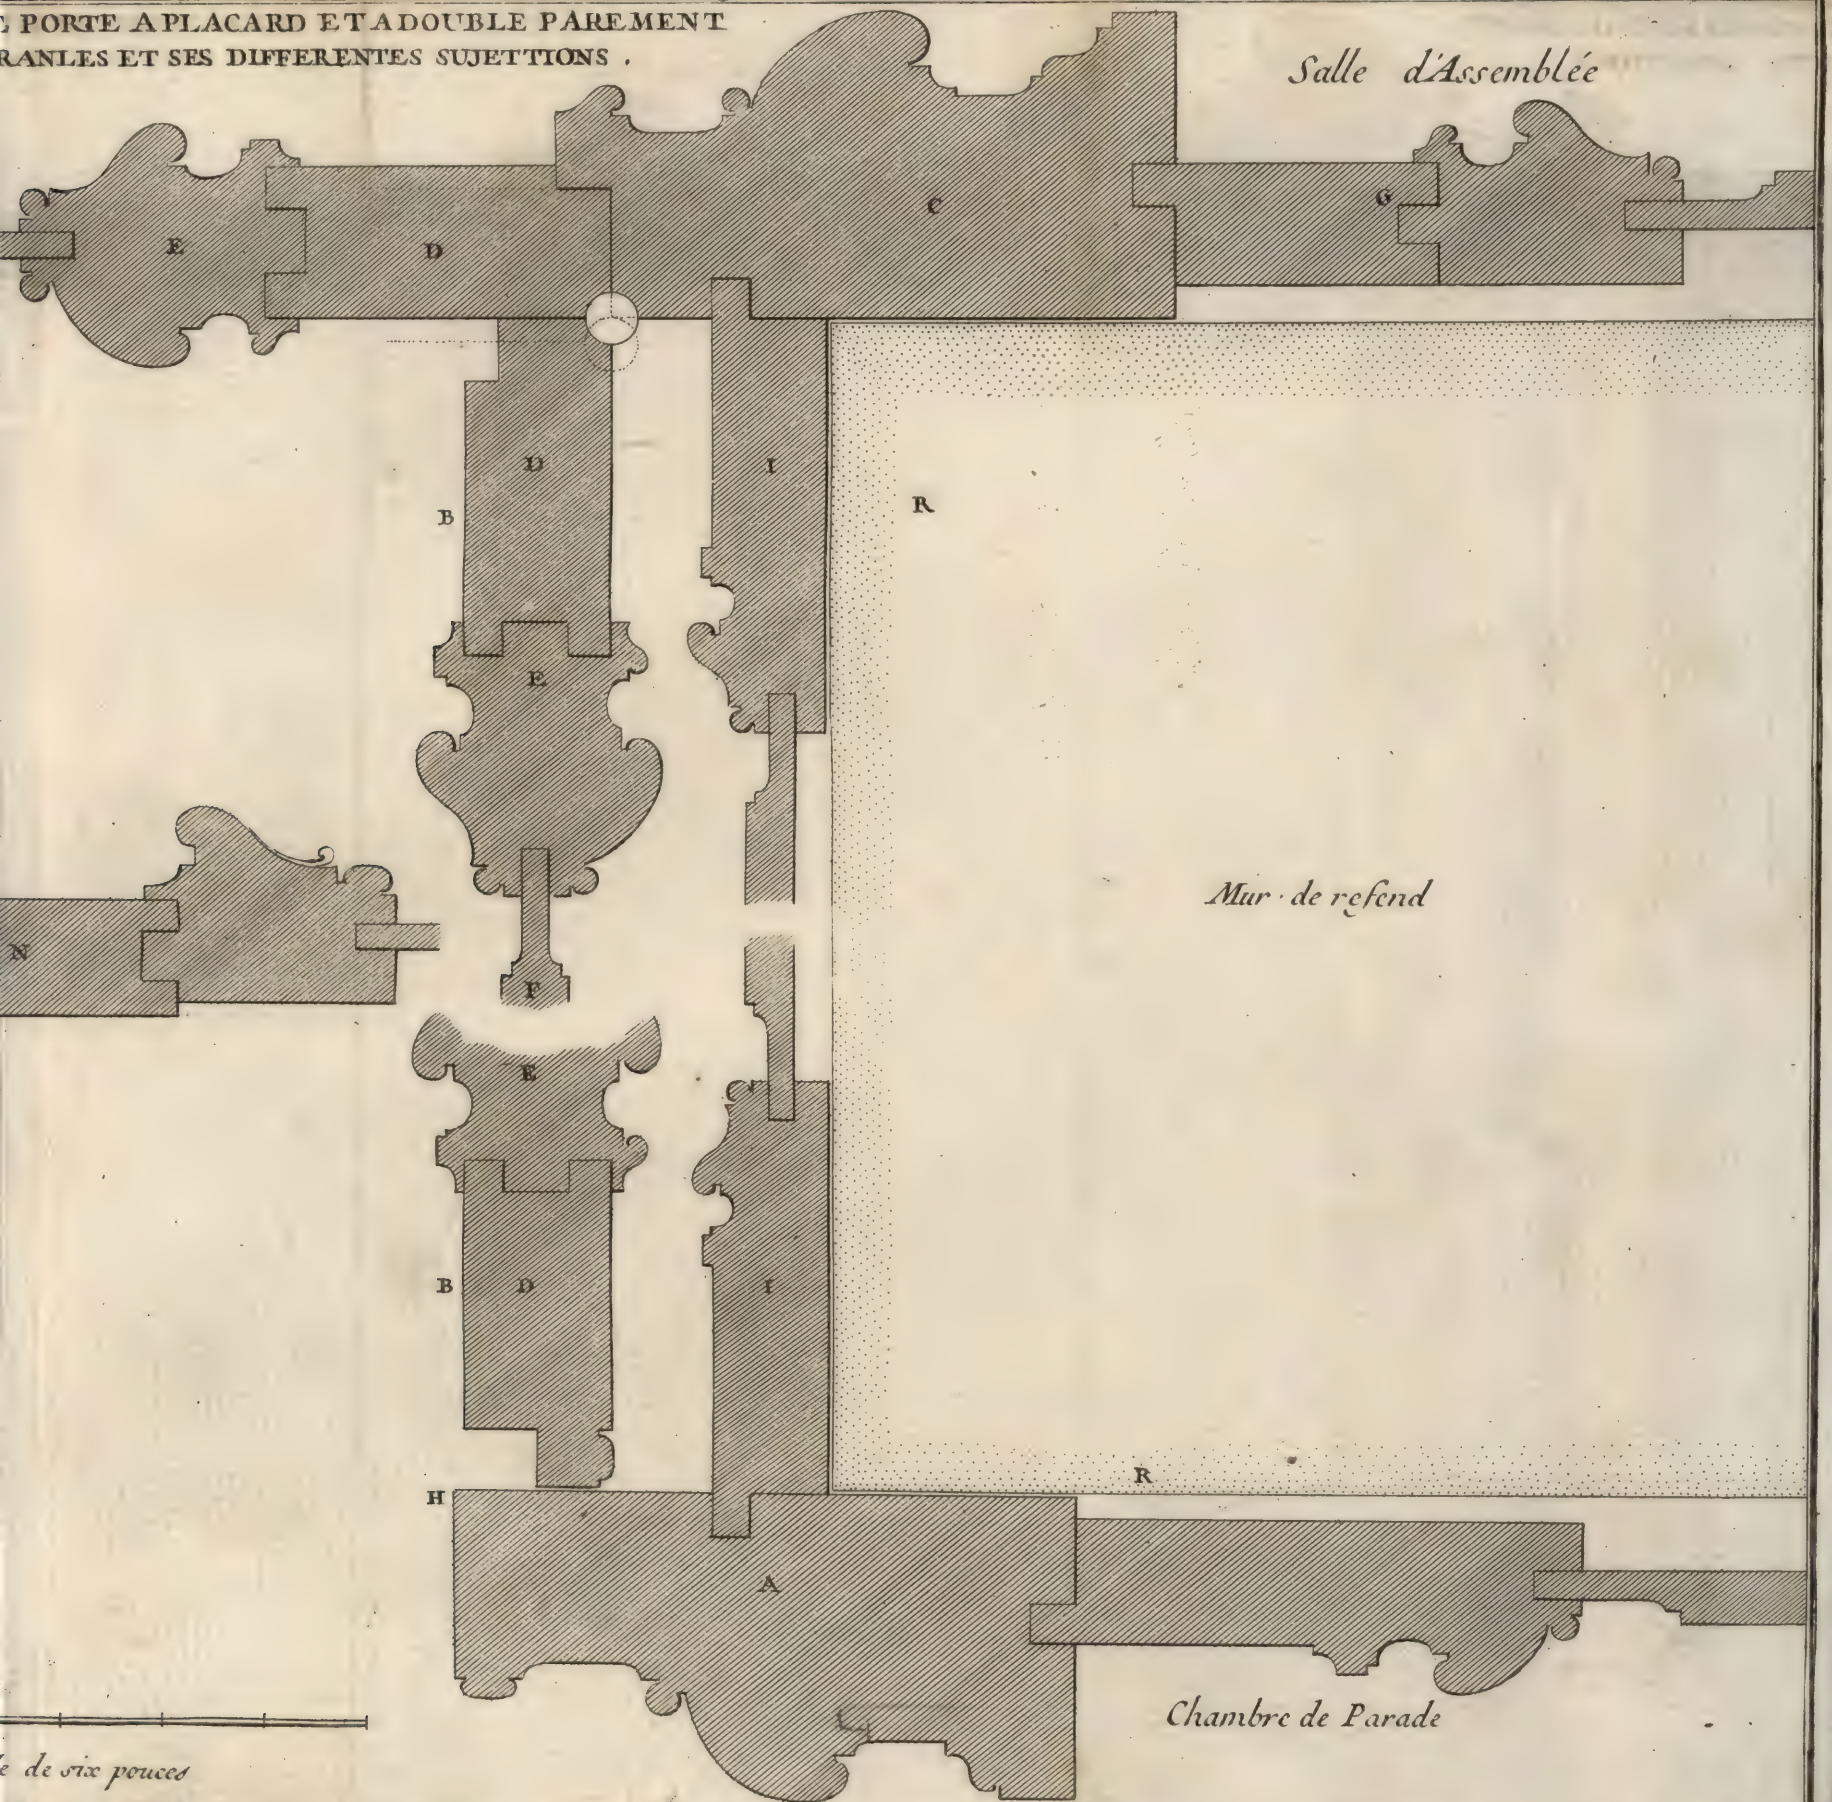 PORTE A PLACARD ET A DOUBLE PAREMENT
RANLES ET SES DIFFERENTES SUJETTIONS .
Salle d'Assemblée
E
D
C
G
D
I
B
R
E
Mur de refend
N
F
E
B
D
I
R
H
A
Chambre de Parade
de six pouces